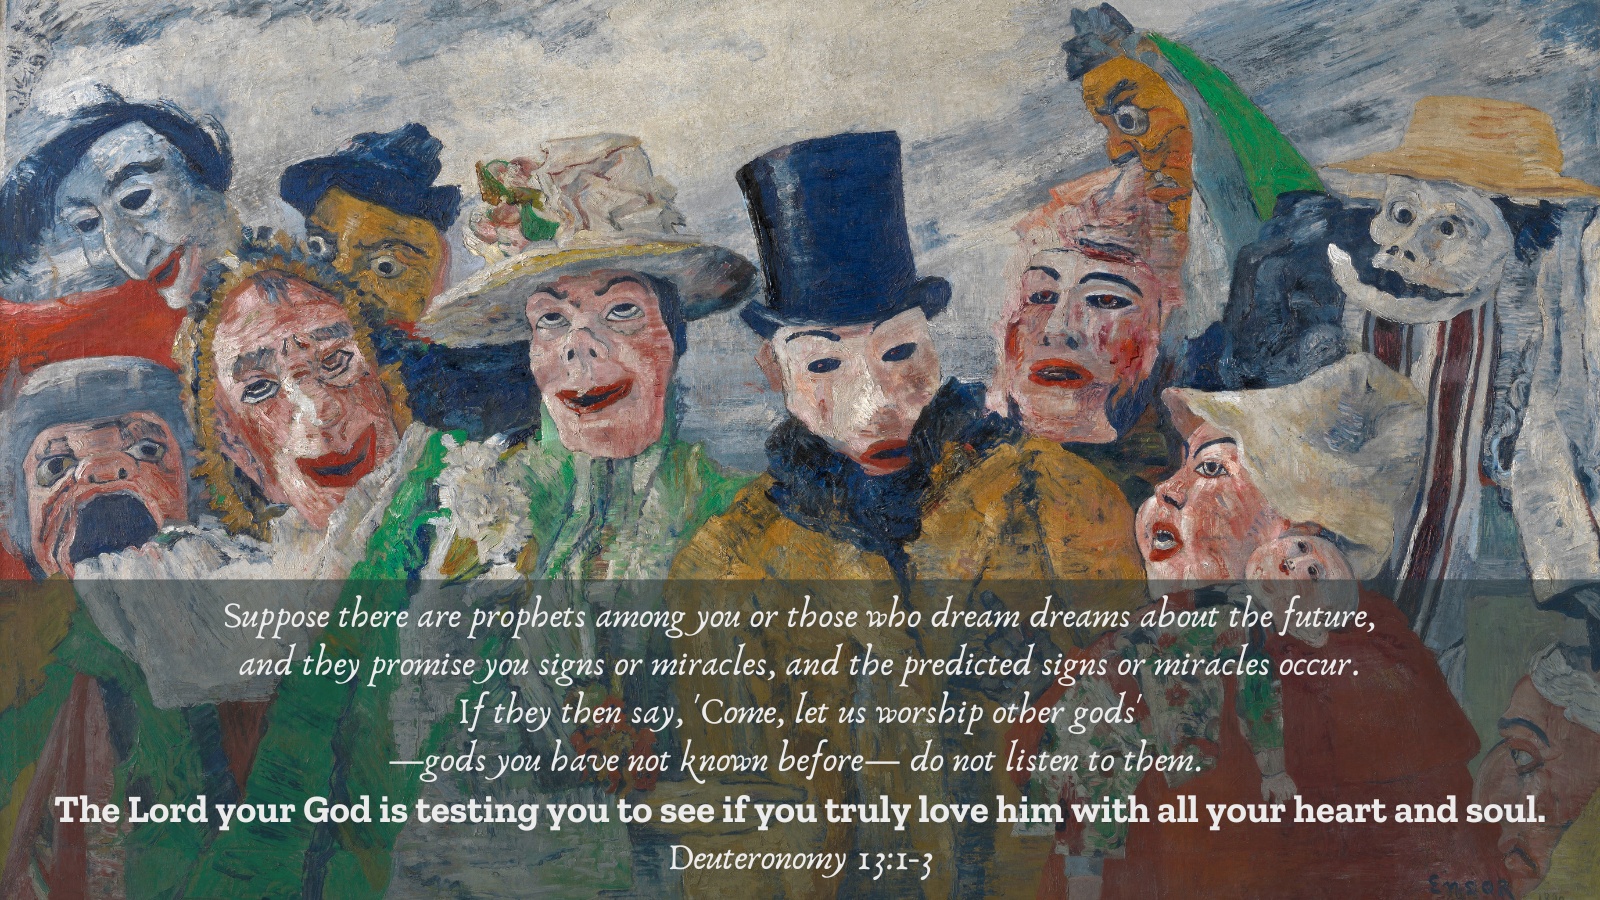 Suppose there are prophets among you or those who dream dreams about the future,
and they promise you signs or miracles, and the predicted signs or miracles occur.
If they then say, 'Come, let us worship other gods'
—gods you have not known before— do not listen to them.
The Lord your God is testing you to see if you truly love him with all your heart and soul.
Deuteronomy 13:1-3
Ensor